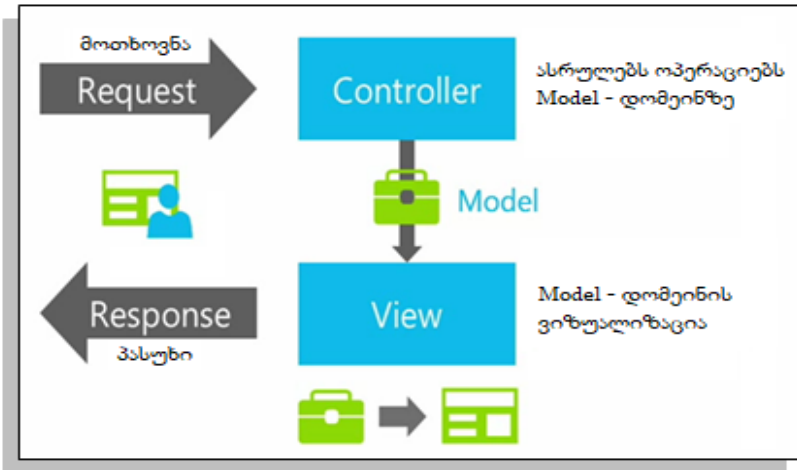 მოთხოვნა
Request
Controller
ასრულებს ოპერაციებს
Model - დომეინზე
Model
Response
პასუხი
View
Model - დომეინის
ვიზუალიზაცია